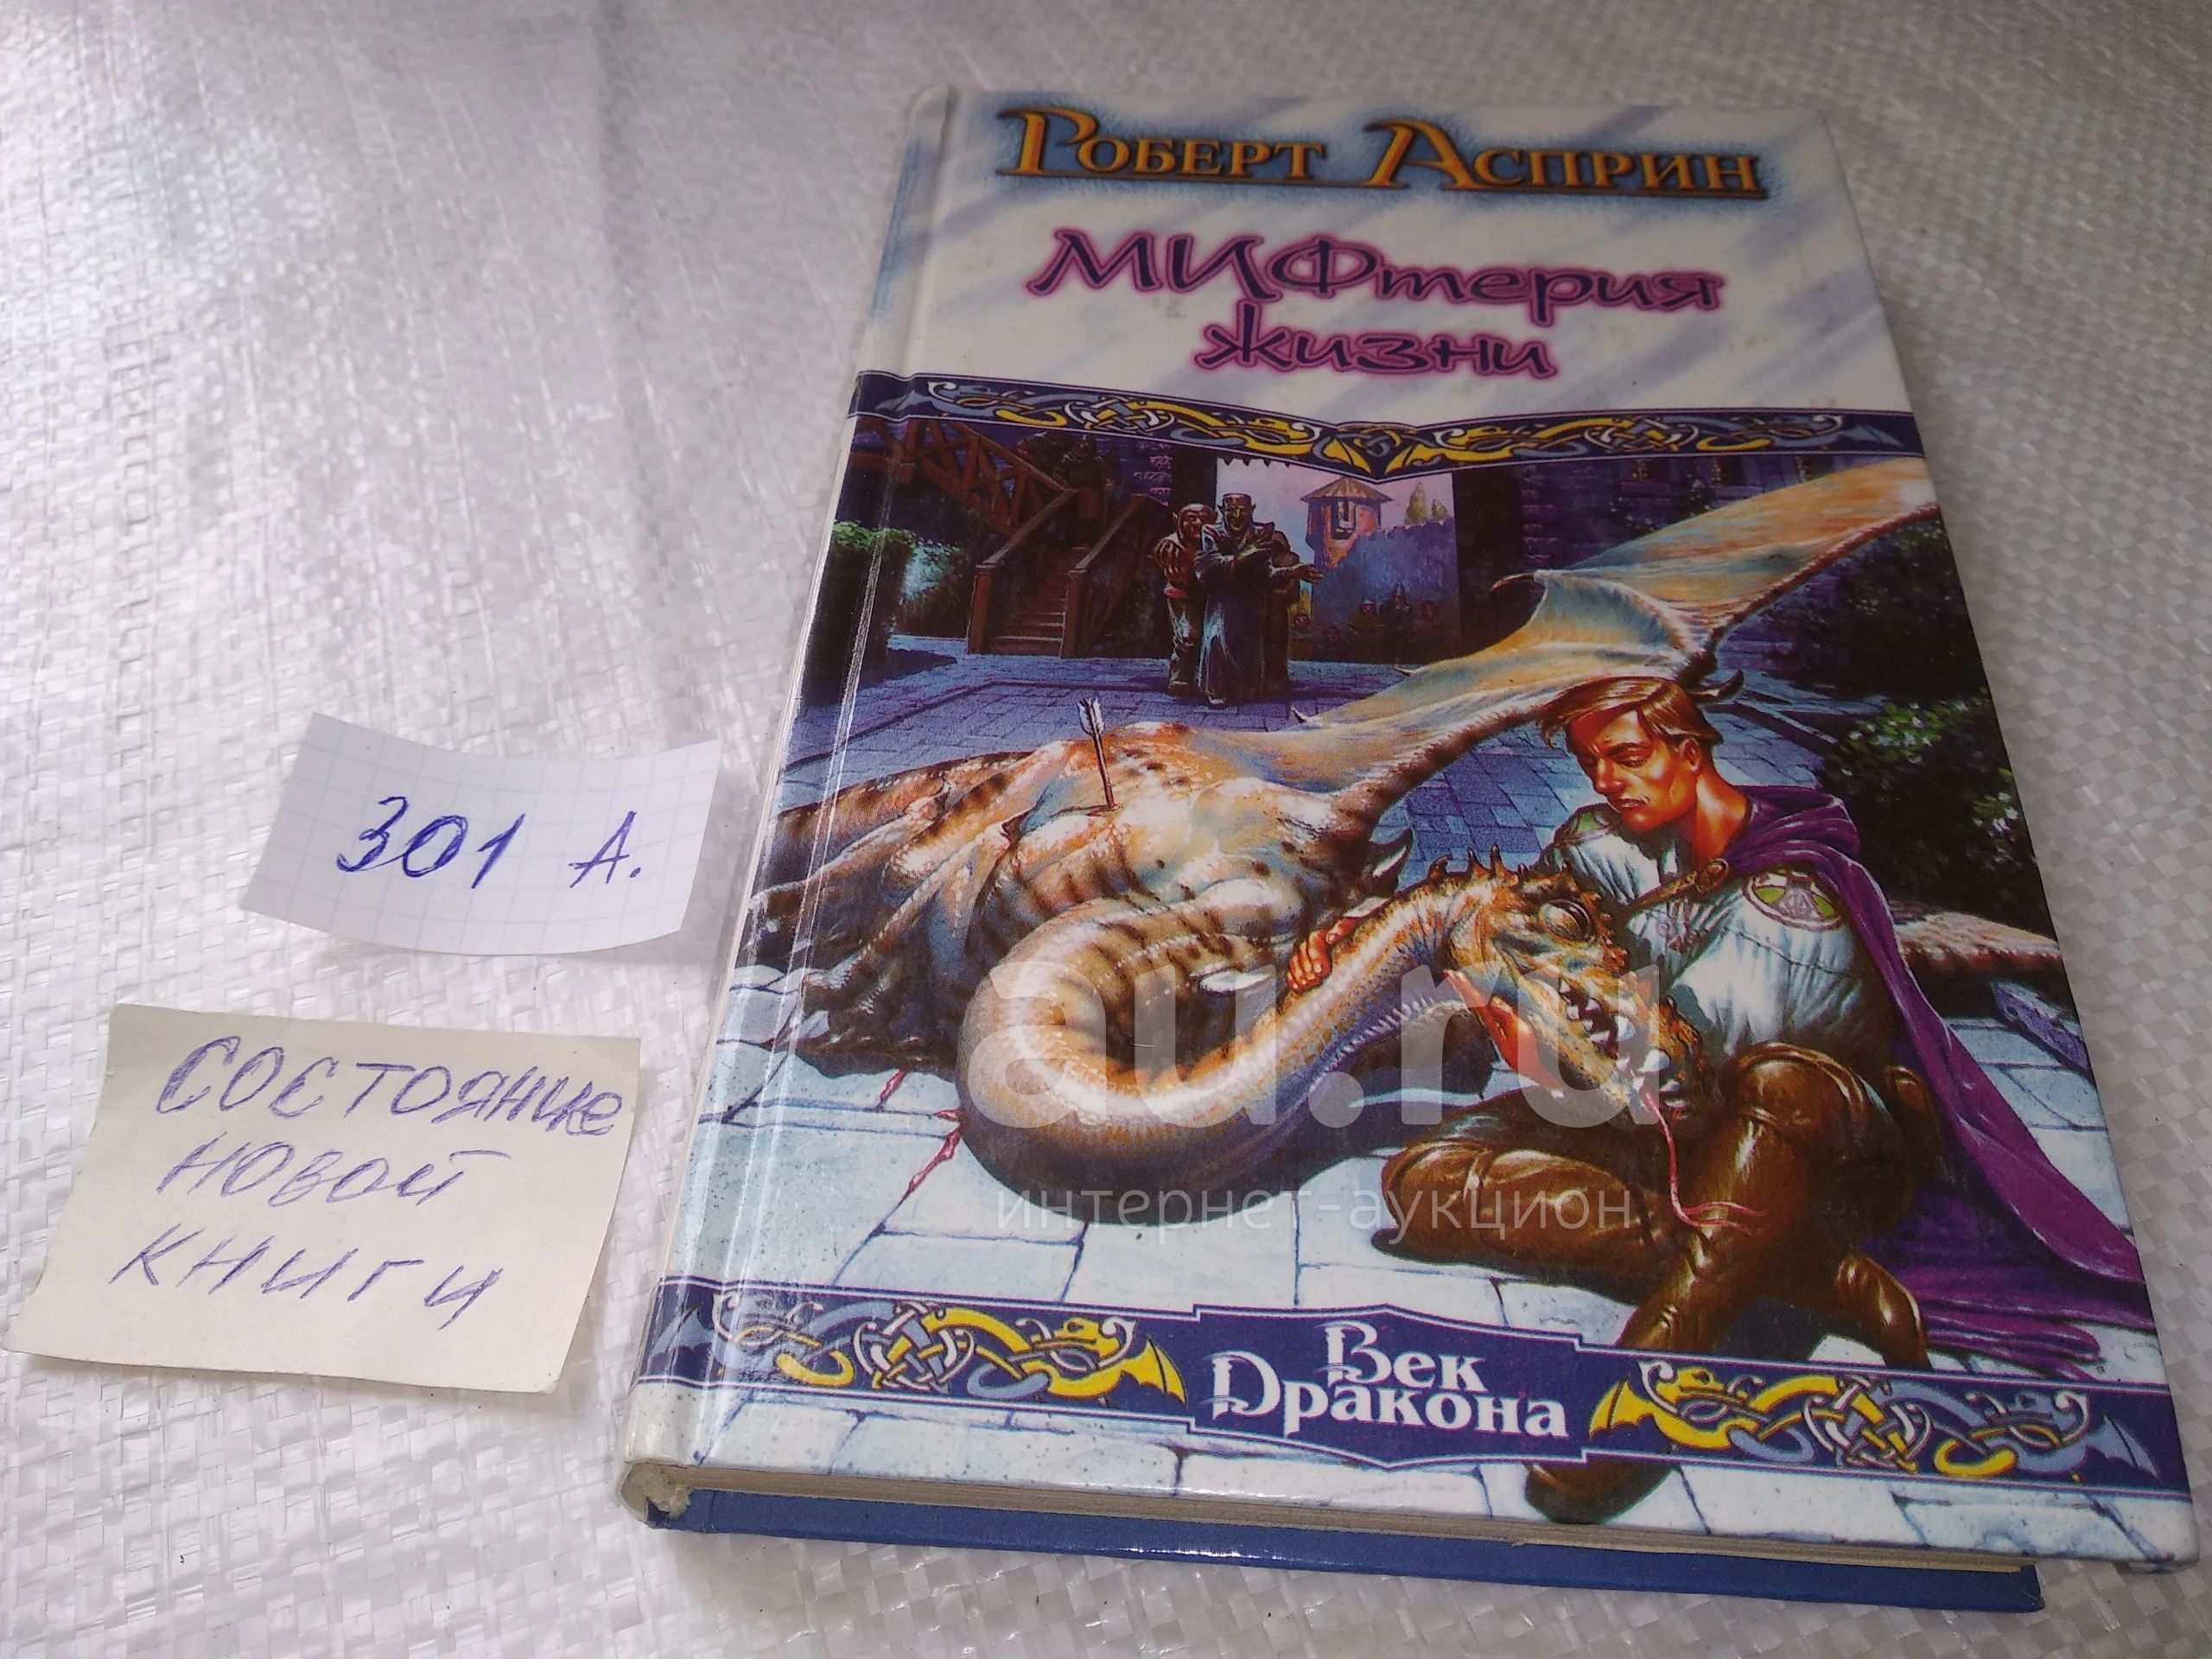 Роберт Асприн
МИФтерия
жизни
301 А.
состояние
новой
книги
au.ru
интернет-аукцион
Век
Дракона